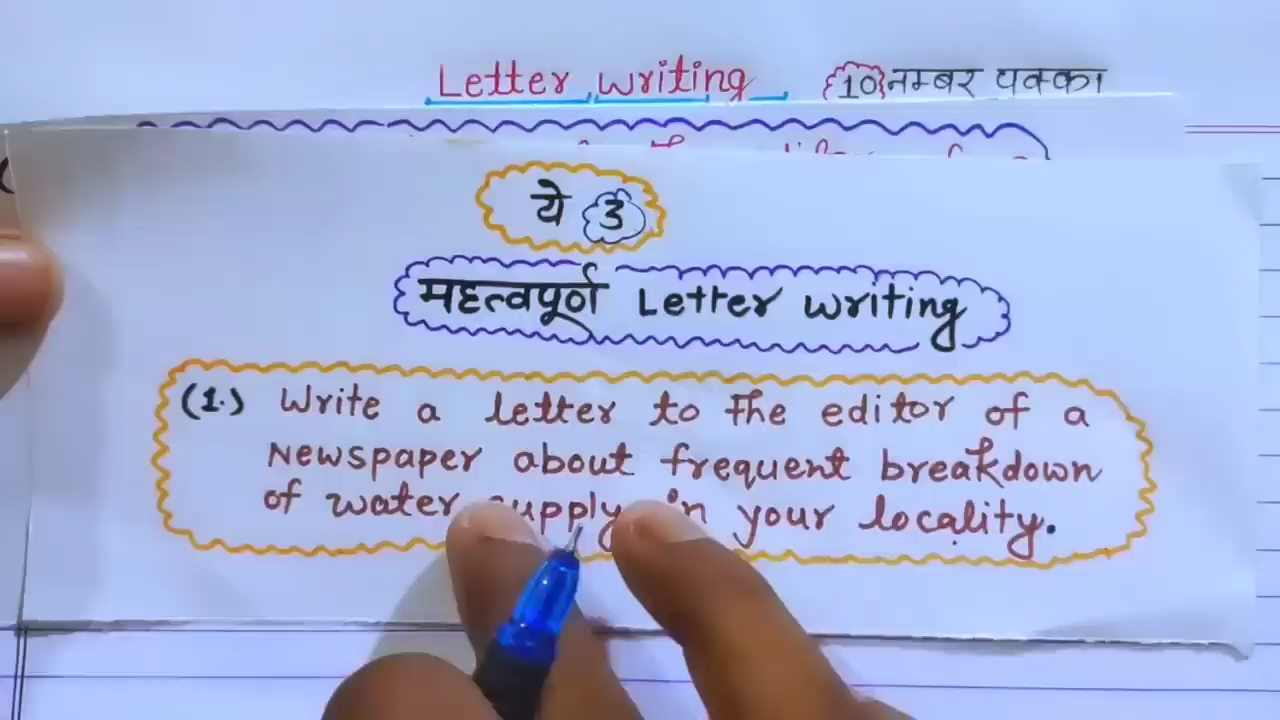 Letter writing 10 नम्बर पक्का
ये 3
महत्वपूर्ण Letter writing
(1.) Write a letter to the editor of a
Newspaper about frequent breakdown
of water supply in your locality.